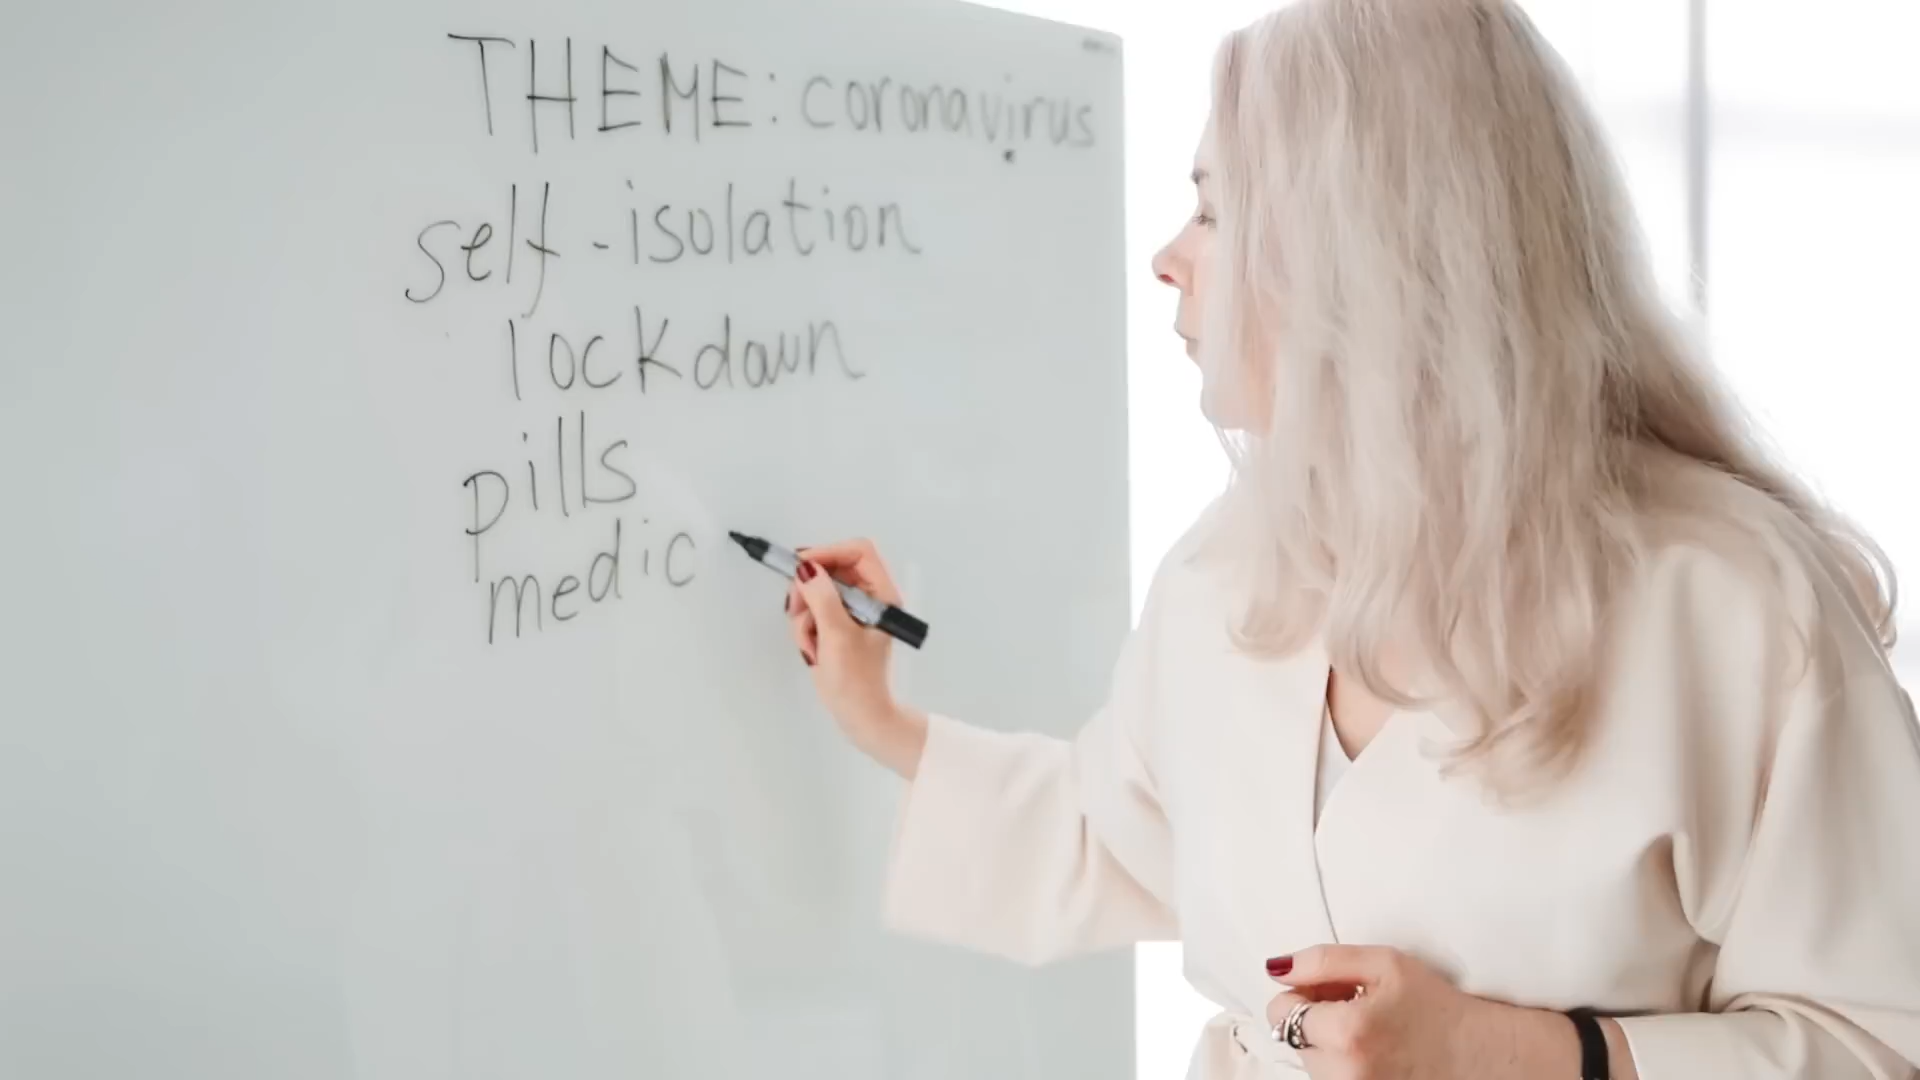 THEME: coronavirus
self-isolation
lockdown
pills
medic